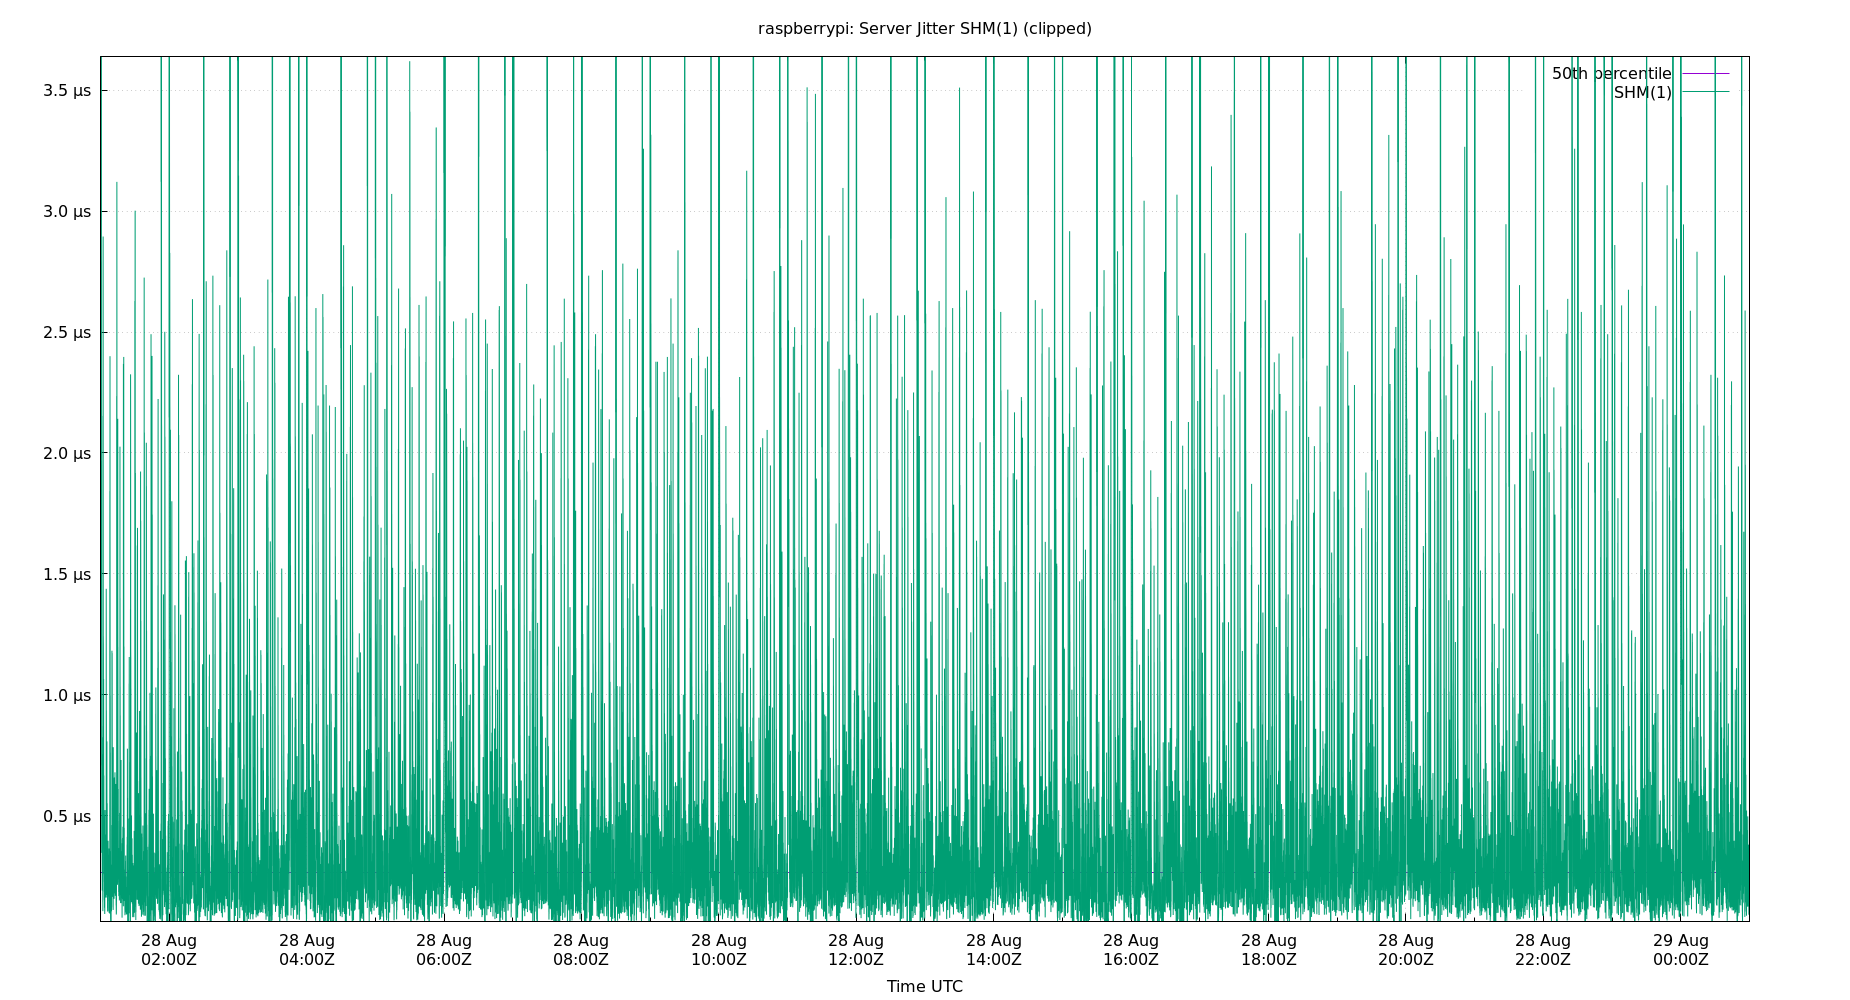 raspberrypi: Server Jitter SHM(1) (clipped)
50th percentile
SHM(1)
3.5 µs
3.0 µs
2.5 µs
2.0 µs
1.5 µs
1.0 µs
0.5 µs
28 Aug 28 Aug 28 Aug 28 Aug 28 Aug 28 Aug 28 Aug 28 Aug 28 Aug 28 Aug 28 Aug 29 Aug
02:00Z 04:00Z 06:00Z 08:00Z 10:00Z 12:00Z 14:00Z 16:00Z 18:00Z 20:00Z 22:00Z 00:00Z
Time UTC